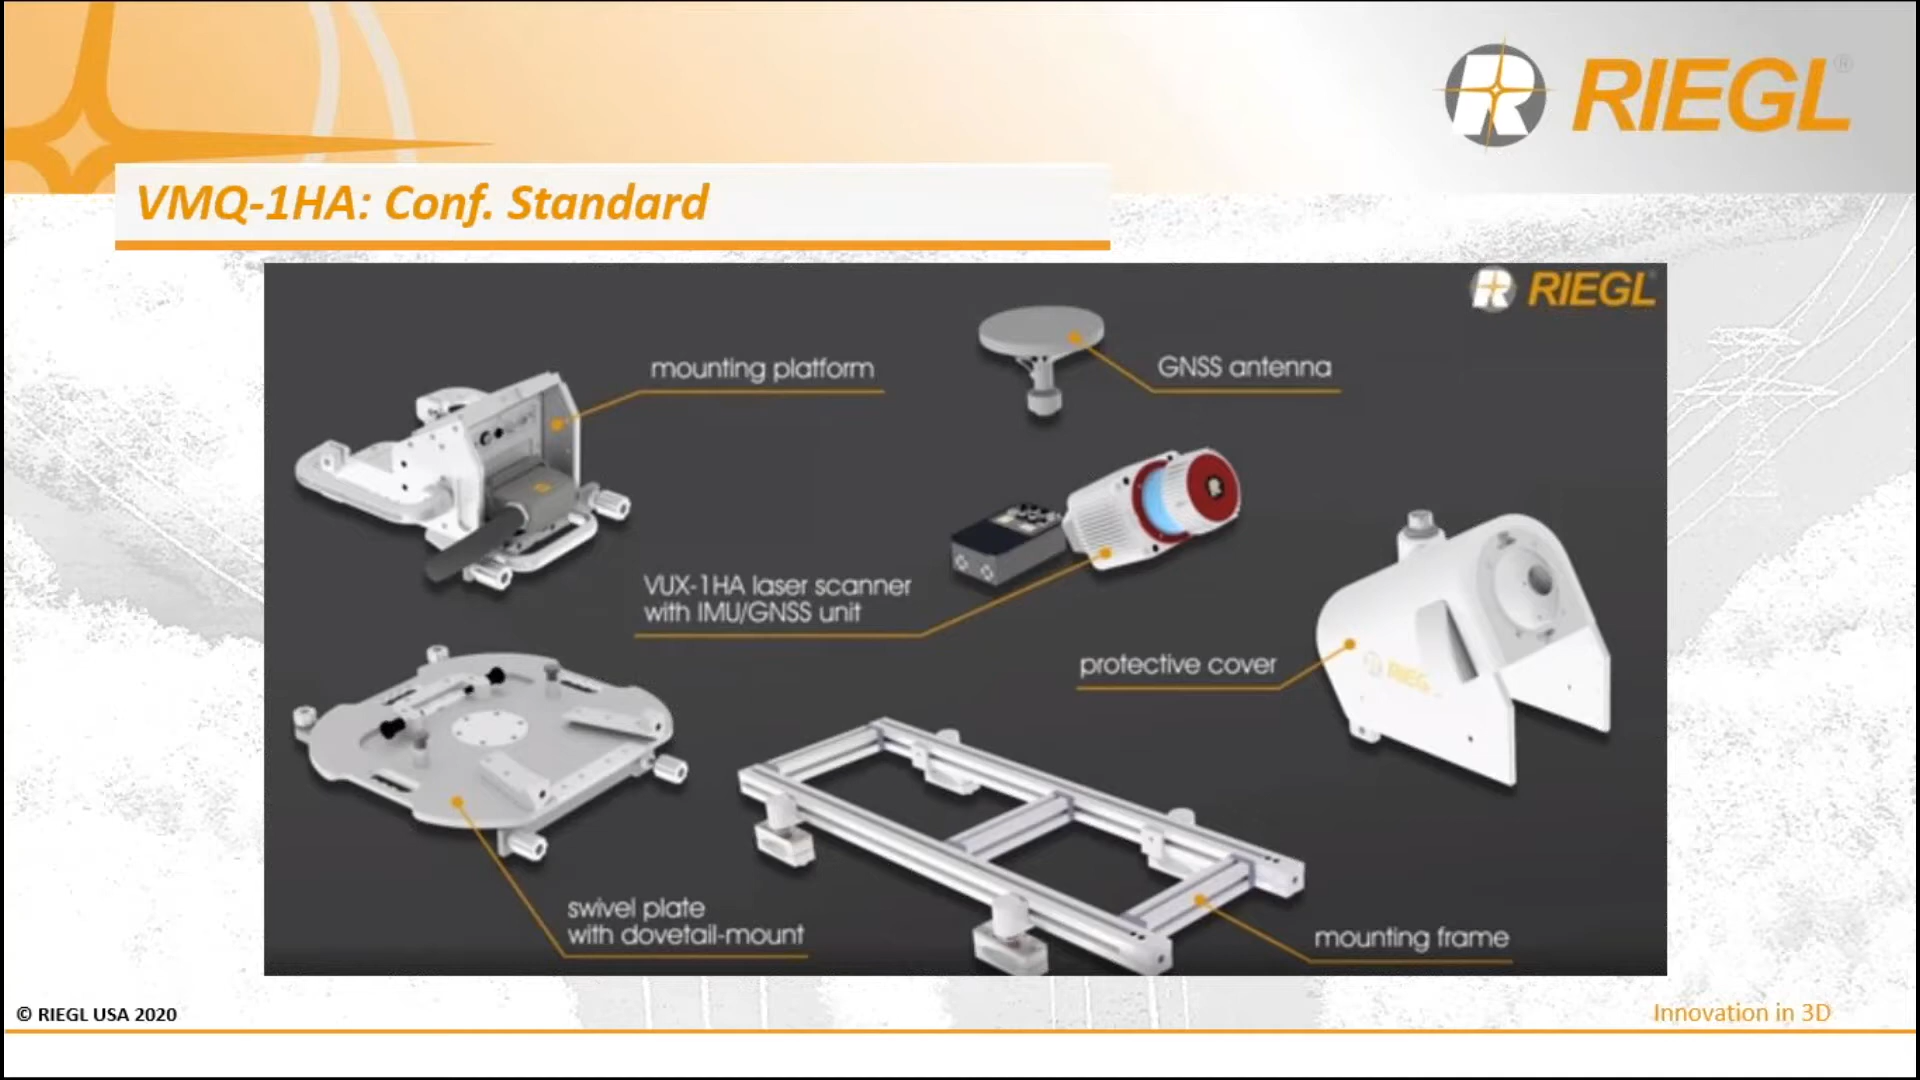 RIEGL®
VMQ-1HA: Conf. Standard
RIEGL
mounting platform
GNSS antenna
VUX-1HA laser scanner
with IMU/GNSS unit
protective cover
RIEGL
swivel plate
with dovetail-mount
mounting frame
© RIEGL USA 2020
Innovation in 3D